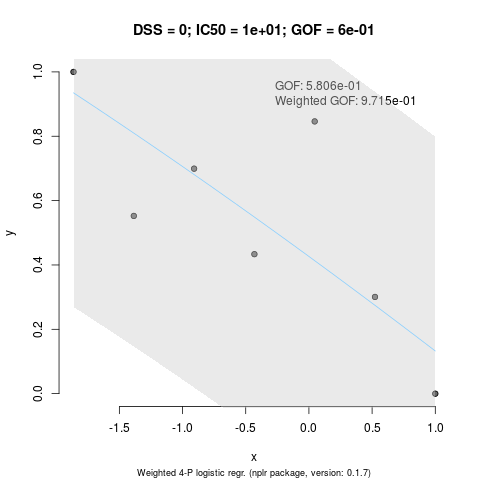 DSS = 0; IC50 = 1e+01; GOF = 6e-01
GOF: 5.806e-01
Weighted GOF: 9.715e-01
1.0
0.8
0.6
0.4
0.2
0.0
y
-1.5 -1.0 -0.5 0.0 0.5 1.0
x
Weighted 4-P logistic regr. (nplr package, version: 0.1.7)